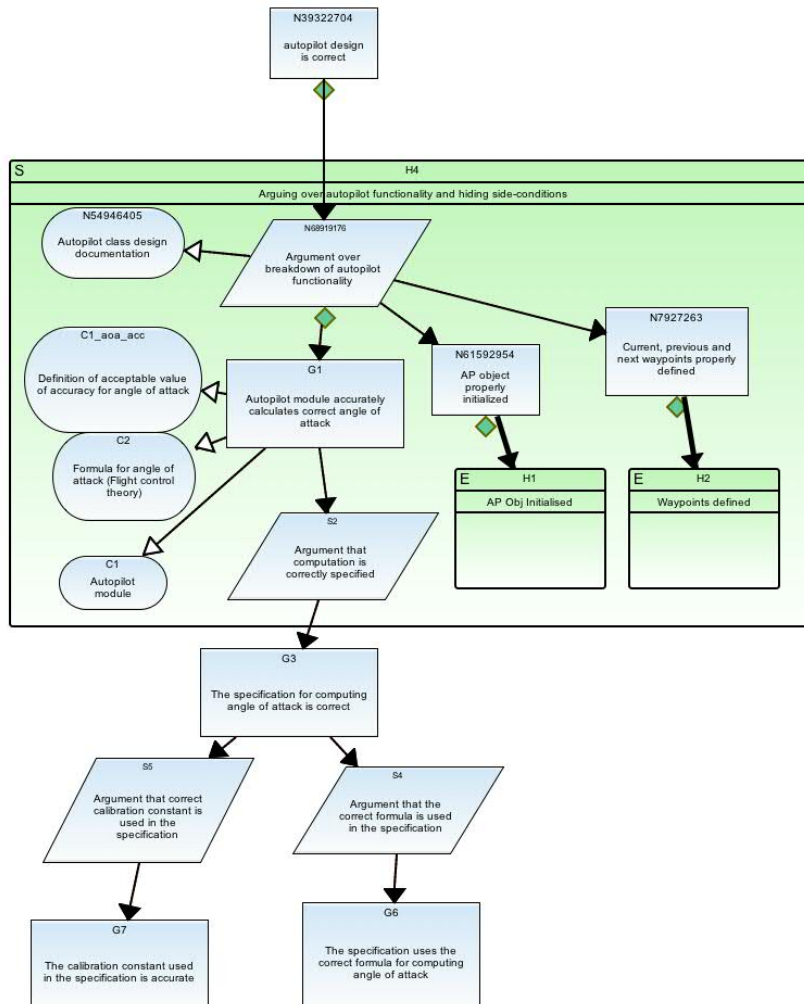 N39322704
autopilot design
is correct
S
H4
Arguing over autopilot functionality and hiding side-conditions
N54946405
Autopilot class design
documentation
N68919176
Argument over
breakdown of autopilot
functionality
N7927263
Current, previous and
next waypoints properly
defined
C1_aoa_acc
Definition of acceptable value
of accuracy for angle of attack
G1
Autopilot module accurately
calculates correct angle of
attack
N61592954
AP object
properly
initialized
C2
Formula for angle of
attack (Flight control
theory)
E
H1
AP Obj Initialised
E
H2
Waypoints defined
C1
Autopilot
module
S2
Argument that
computation is
correctly specified
G3
The specification for computing
angle of attack is correct
S5
Argument that correct
calibration constant is
used in the
specification
S4
Argument that the
correct formula is used
in the specification
G7
The calibration constant used
in the specification is accurate
G6
The specification uses the
correct formula for computing
angle of attack